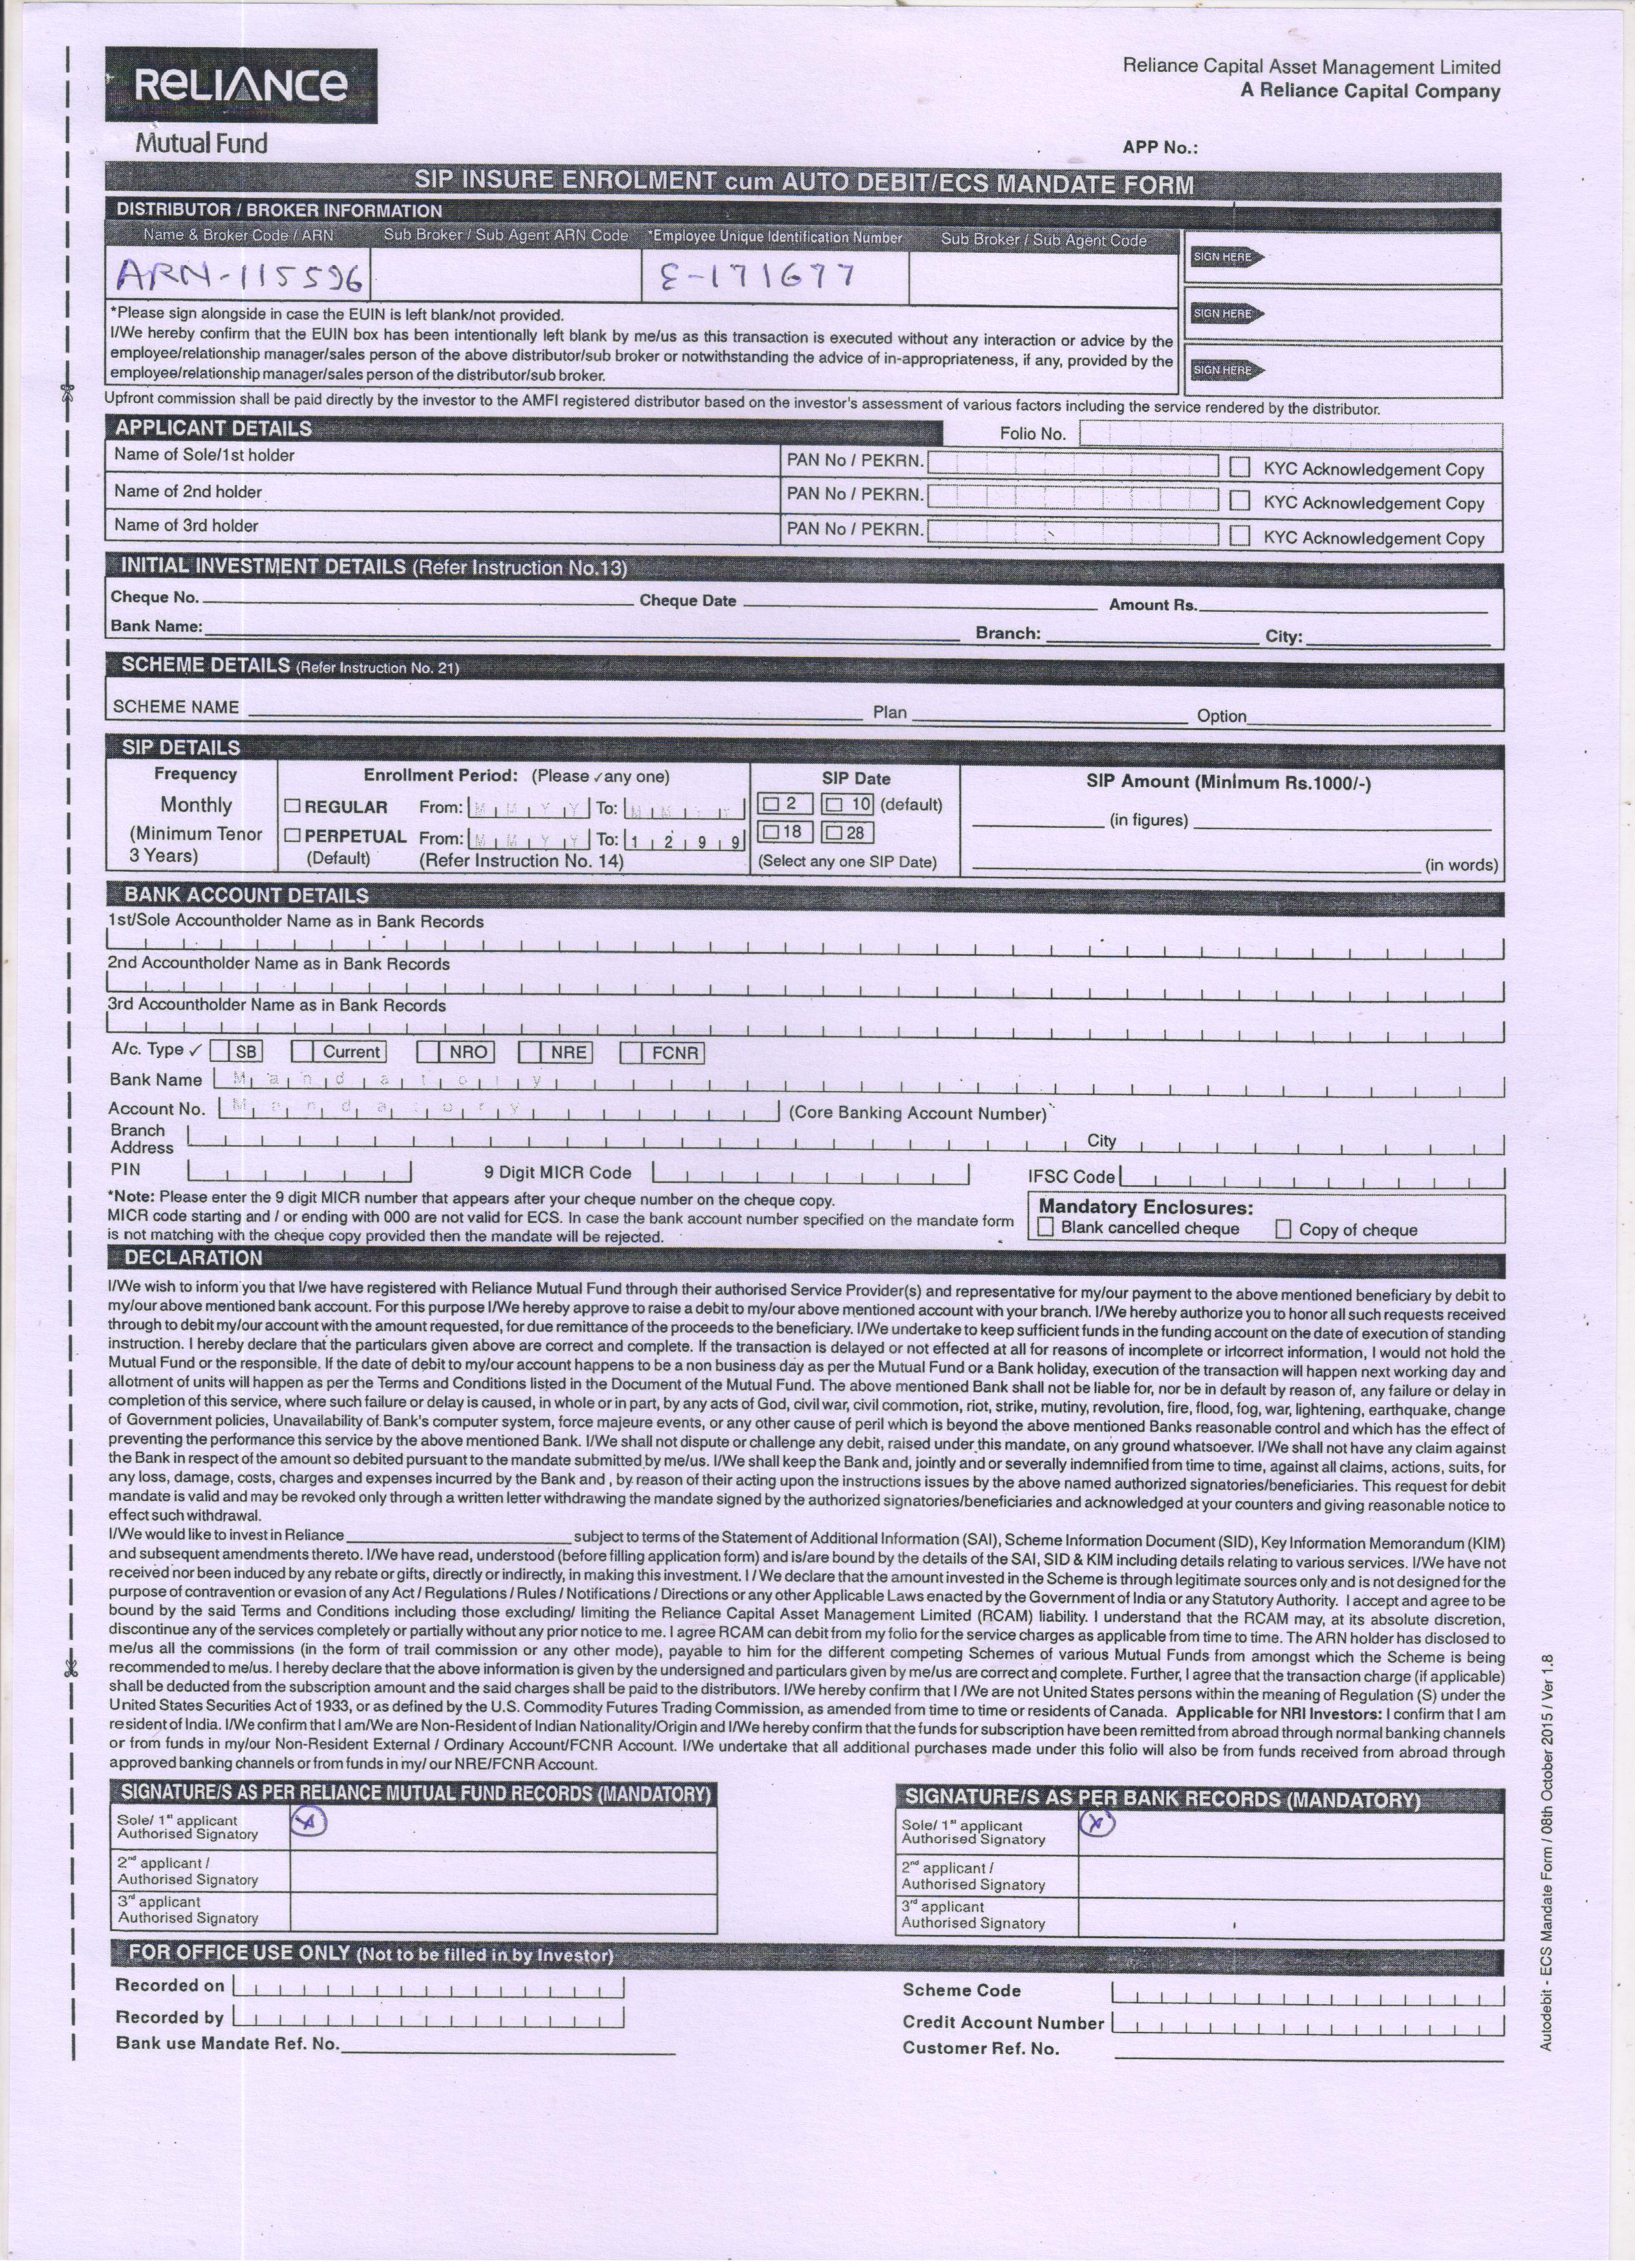 RELIANCE
Mutual Fund
Reliance Capital Asset Management Limited
A Reliance Capital Company
APP No.:
SIP INSURE ENROLMENT cum AUTO DEBIT/ECS MANDATE FORM
DISTRIBUTOR / BROKER INFORMATION
Name & Broker Code / ARN Sub Broker / Sub Agent ARN Code *Employee Unique Identification Number Sub Broker / Sub Agent Code
SIGN HERE
ARN-115596 E-171677
SIGN HERE
*Please sign alongside in case the EUIN is left blank/not provided.
I/We hereby confirm that the EUIN box has been intentionally left blank by me/us as this transaction is executed without any interaction or advice by the
employee/relationship manager/sales person of the above distributor/sub broker or notwithstanding the advice of in-appropriateness, if any, provided by the
employee/relationship manager/sales person of the distributor/sub broker.
SIGN HERE
Upfront commission shall be paid directly by the investor to the AMFI registered distributor based on the investor's assessment of various factors including the service rendered by the distributor.
APPLICANT DETAILS Folio No.
Name of Sole/1st holder PAN No / PEKRN. KYC Acknowledgement Copy
Name of 2nd holder PAN No / PEKRN. KYC Acknowledgement Copy
Name of 3rd holder PAN No / PEKRN. KYC Acknowledgement Copy
INITIAL INVESTMENT DETAILS (Refer Instruction No.13)
Cheque No. Cheque Date Amount Rs.
Bank Name: Branch: City:
SCHEME DETAILS (Refer Instruction No. 21)
SCHEME NAME Plan Option
SIP DETAILS
Frequency Enrollment Period: (Please ✓ any one) SIP Date SIP Amount (Minimum Rs.1000/-)
Monthly REGULAR From: M M Y Y To: 2 10 (default)
(in figures)
(Minimum Tenor PERPETUAL From: M M Y Y To: 1 2 9 9 18 28
3 Years) (Default) (Refer Instruction No. 14) (Select any one SIP Date) (in words)
BANK ACCOUNT DETAILS
1st/Sole Accountholder Name as in Bank Records
2nd Accountholder Name as in Bank Records
3rd Accountholder Name as in Bank Records
A/c. Type ✓ SB Current NRO NRE FCNR
Bank Name Mandatory
Account No. Mandatory (Core Banking Account Number)
Branch
Address City
PIN 9 Digit MICR Code IFSC Code
*Note: Please enter the 9 digit MICR number that appears after your cheque number on the cheque copy.
MICR code starting and / or ending with 000 are not valid for ECS. In case the bank account number specified on the mandate form
is not matching with the cheque copy provided then the mandate will be rejected.
Mandatory Enclosures:
Blank cancelled cheque Copy of cheque
DECLARATION
I/We wish to inform you that I/we have registered with Reliance Mutual Fund through their authorised Service Provider(s) and representative for my/our payment to the above mentioned beneficiary by debit to
my/our above mentioned bank account. For this purpose I/We hereby approve to raise a debit to my/our above mentioned account with your branch. I/We hereby authorize you to honor all such requests received
through to debit my/our account with the amount requested, for due remittance of the proceeds to the beneficiary. I/We undertake to keep sufficient funds in the funding account on the date of execution of standing
instruction. I hereby declare that the particulars given above are correct and complete. If the transaction is delayed or not effected at all for reasons of incomplete or incorrect information, I would not hold the
Mutual Fund or the responsible. If the date of debit to my/our account happens to be a non business day as per the Mutual Fund or a Bank holiday, execution of the transaction will happen next working day and
allotment of units will happen as per the Terms and Conditions listed in the Document of the Mutual Fund. The above mentioned Bank shall not be liable for, nor be in default by reason of, any failure or delay in
completion of this service, where such failure or delay is caused, in whole or in part, by any acts of God, civil war, civil commotion, riot, strike, mutiny, revolution, fire, flood, fog, war, lightening, earthquake, change
of Government policies, Unavailability of Bank's computer system, force majeure events, or any other cause of peril which is beyond the above mentioned Banks reasonable control and which has the effect of
preventing the performance this service by the above mentioned Bank. I/We shall not dispute or challenge any debit, raised under this mandate, on any ground whatsoever. I/We shall not have any claim against
the Bank in respect of the amount so debited pursuant to the mandate submitted by me/us. I/We shall keep the Bank and, jointly and or severally indemnified from time to time, against all claims, actions, suits, for
any loss, damage, costs, charges and expenses incurred by the Bank and , by reason of their acting upon the instructions issues by the above named authorized signatories/beneficiaries. This request for debit
mandate is valid and may be revoked only through a written letter withdrawing the mandate signed by the authorized signatories/beneficiaries and acknowledged at your counters and giving reasonable notice to
effect such withdrawal.
I/We would like to invest in Reliance subject to terms of the Statement of Additional Information (SAI), Scheme Information Document (SID), Key Information Memorandum (KIM)
and subsequent amendments thereto. I/We have read, understood (before filling application form) and is/are bound by the details of the SAI, SID & KIM including details relating to various services. I/We have not
received nor been induced by any rebate or gifts, directly or indirectly, in making this investment. I / We declare that the amount invested in the Scheme is through legitimate sources only and is not designed for the
purpose of contravention or evasion of any Act / Regulations / Rules / Notifications / Directions or any other Applicable Laws enacted by the Government of India or any Statutory Authority. I accept and agree to be
bound by the said Terms and Conditions including those excluding/ limiting the Reliance Capital Asset Management Limited (RCAM) liability. I understand that the RCAM may, at its absolute discretion,
discontinue any of the services completely or partially without any prior notice to me. I agree RCAM can debit from my folio for the service charges as applicable from time to time. The ARN holder has disclosed to
me/us all the commissions (in the form of trail commission or any other mode), payable to him for the different competing Schemes of various Mutual Funds from amongst which the Scheme is being
recommended to me/us. I hereby declare that the above information is given by the undersigned and particulars given by me/us are correct and complete. Further, I agree that the transaction charge (if applicable)
shall be deducted from the subscription amount and the said charges shall be paid to the distributors. I/We hereby confirm that I /We are not United States persons within the meaning of Regulation (S) under the
United States Securities Act of 1933, or as defined by the U.S. Commodity Futures Trading Commission, as amended from time to time or residents of Canada. Applicable for NRI Investors: I confirm that I am
resident of India. I/We confirm that I am/We are Non-Resident of Indian Nationality/Origin and I/We hereby confirm that the funds for subscription have been remitted from abroad through normal banking channels
or from funds in my/our Non-Resident External / Ordinary Account/FCNR Account. I/We undertake that all additional purchases made under this folio will also be from funds received from abroad through
approved banking channels or from funds in my/ our NRE/FCNR Account.
SIGNATURE/S AS PER RELIANCE MUTUAL FUND RECORDS (MANDATORY) SIGNATURE/S AS PER BANK RECORDS (MANDATORY)
Sole/ 1st applicant X Sole/ 1st applicant X
Authorised Signatory Authorised Signatory
2nd applicant / 2nd applicant /
Authorised Signatory Authorised Signatory
3rd applicant 3rd applicant
Authorised Signatory Authorised Signatory
FOR OFFICE USE ONLY (Not to be filled in by Investor)
Recorded on Scheme Code
Recorded by Credit Account Number
Bank use Mandate Ref. No. Customer Ref. No.
Autodebit - ECS Mandate Form / 08th October 2015 / Ver 1.8